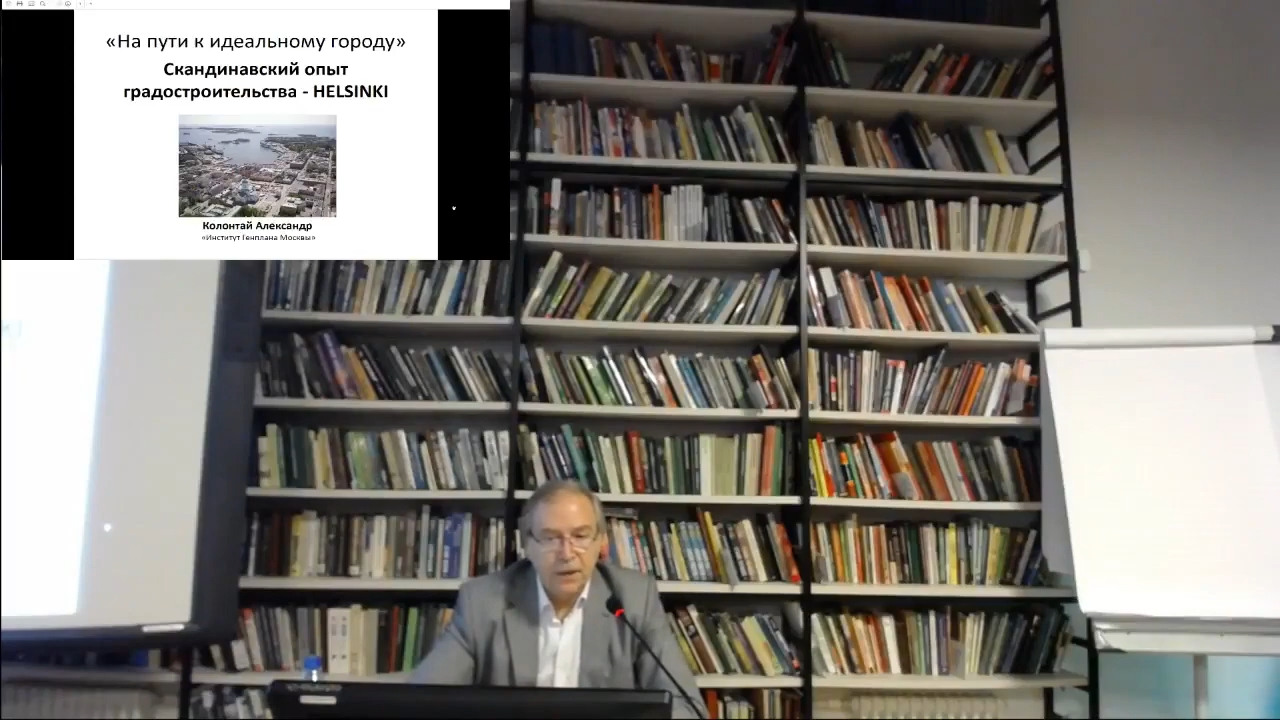 «На пути к идеальному городу»
Скандинавский опыт
градостроительства - HELSINKI
Колонтай Александр
«Институт Генплана Москвы»